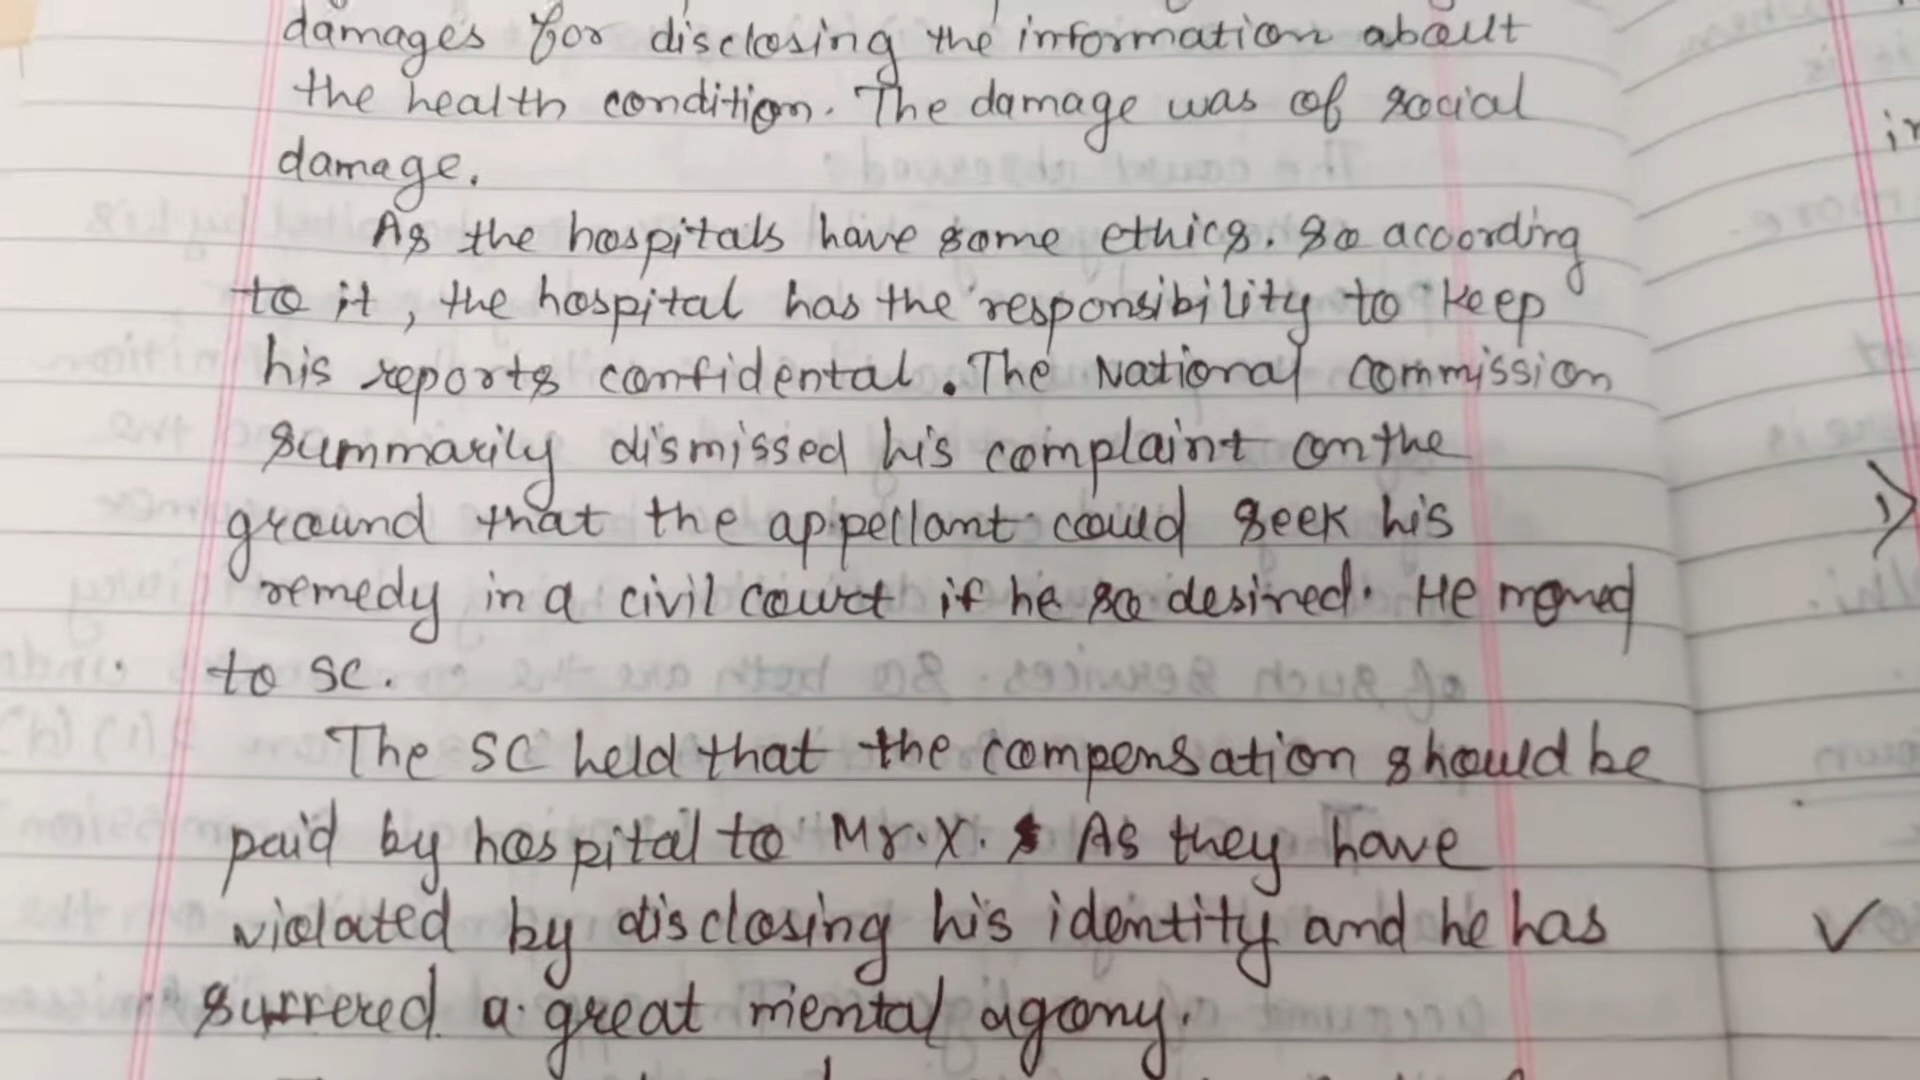 damages for disclosing the information about
the health condition. The damage was of social
damage.
As the hospitals have some ethics. So according
to it, the hospital has the responsibility to keep
his reports confidental. The National Commission
summarily dismissed his complaint on the
ground that the appellant could seek his
remedy in a civil court if he so desired. He moved
to SC.
The SC held that the compensation should be
paid by hospital to Mr. X. As they have
violated by disclosing his identity and he has
surrered a great mental agony.